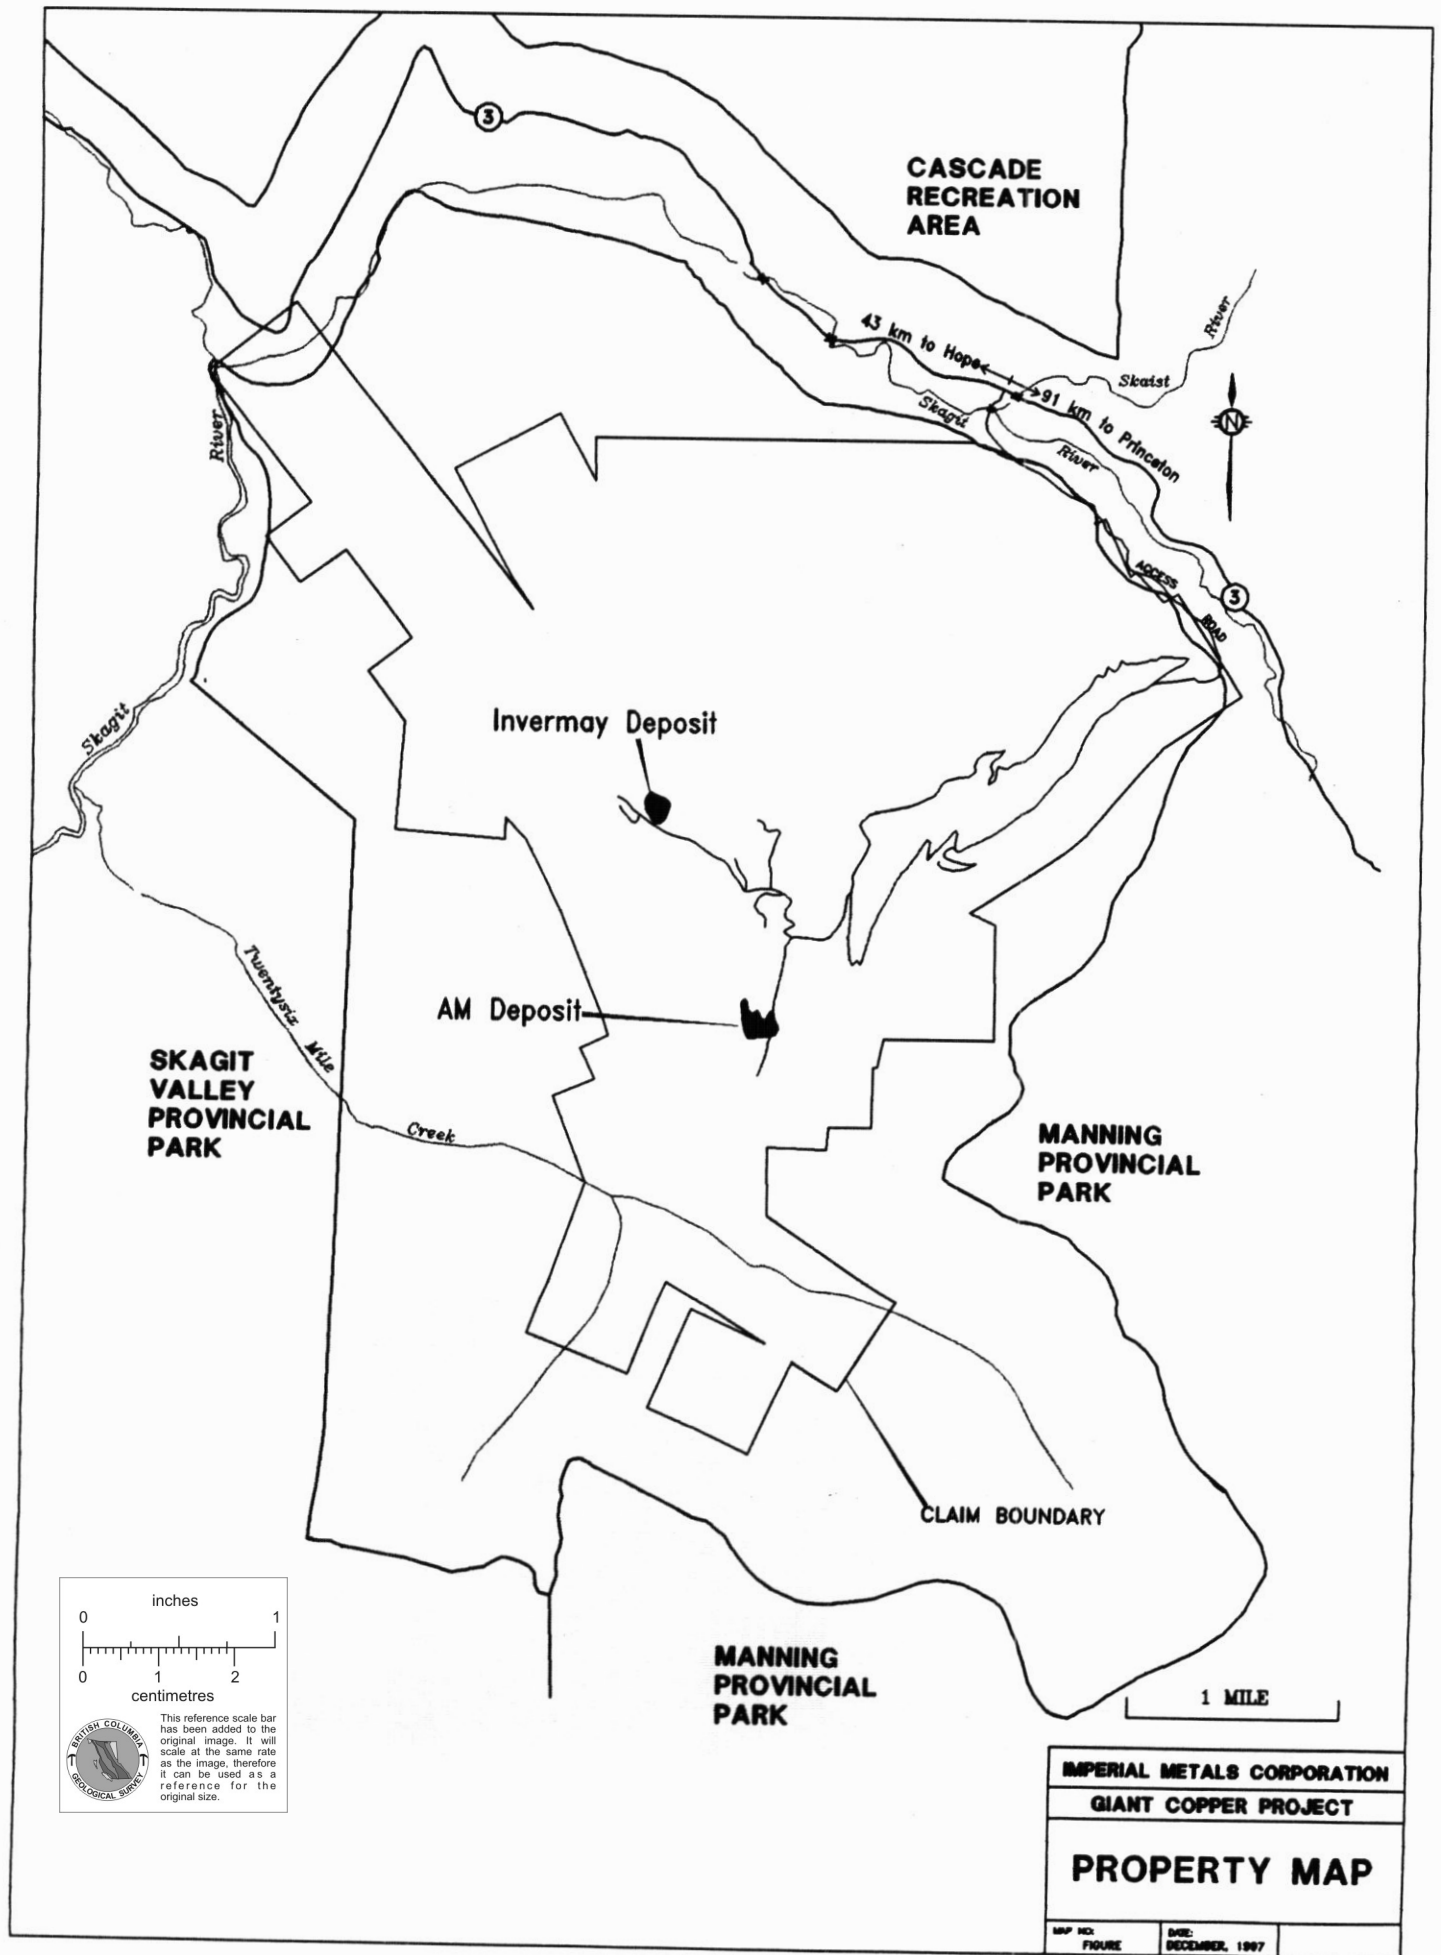 3
CASCADE
RECREATION
AREA
River
43 km to Hope
Skaist
91 km to Princeton
Skagit
River
N
River
ACCESS
ROAD
3
Skagit
Invermay Deposit
Twentysix Mile Creek
AM Deposit
SKAGIT
VALLEY
PROVINCIAL
PARK
MANNING
PROVINCIAL
PARK
CLAIM BOUNDARY
MANNING
PROVINCIAL
PARK
1 MILE
inches
0 1
0 1 2
centimetres
BRITISH COLUMBIA
GEOLOGICAL SURVEY
This reference scale bar
has been added to the
original image. It will
scale at the same rate
as the image, therefore
it can be used as a
reference for the
original size.
IMPERIAL METALS CORPORATION
GIANT COPPER PROJECT
PROPERTY MAP
MAP NO:
FIGURE
DATE:
DECEMBER, 1997